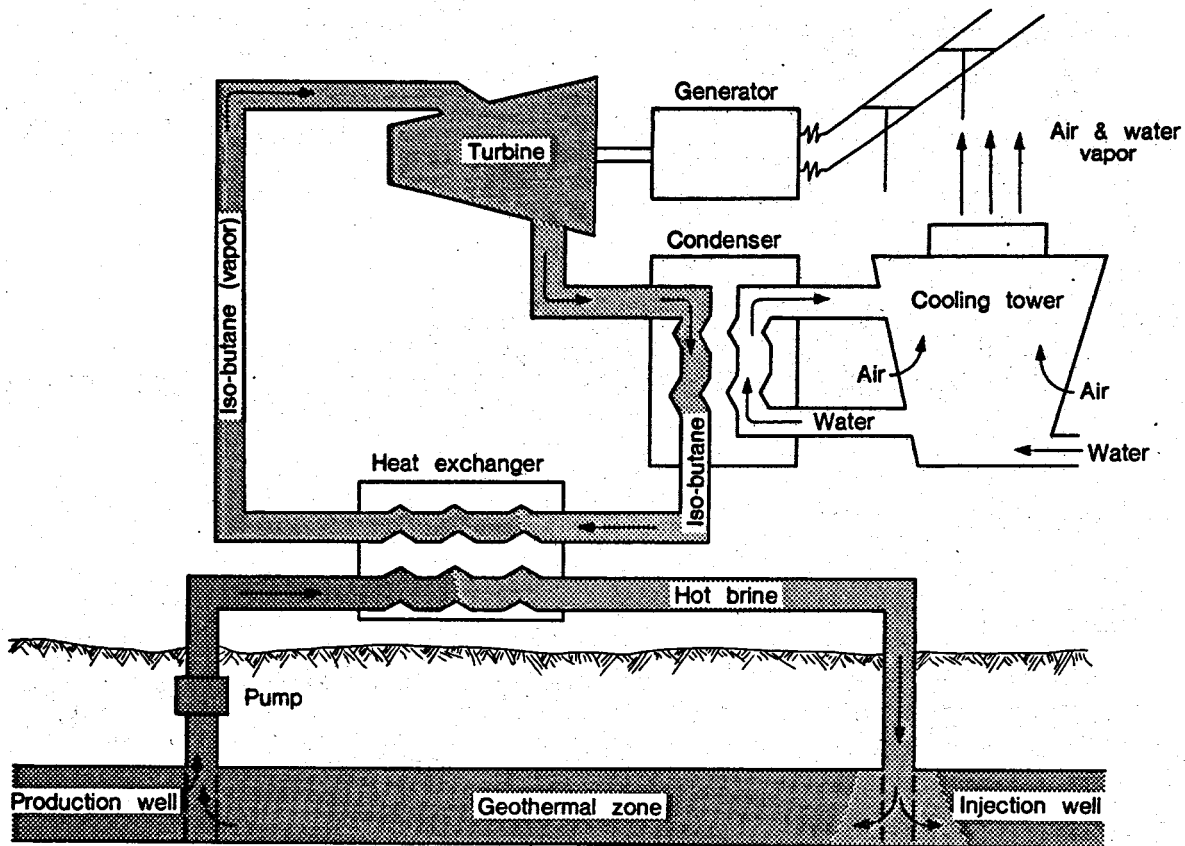 Generator
Air & water
vapor
Turbine
Iso-butane (vapor)
Condenser
Cooling tower
Air
Air
Water
Water
Iso-butane
Heat exchanger
Hot brine
Pump
Production well
Geothermal zone
Injection well